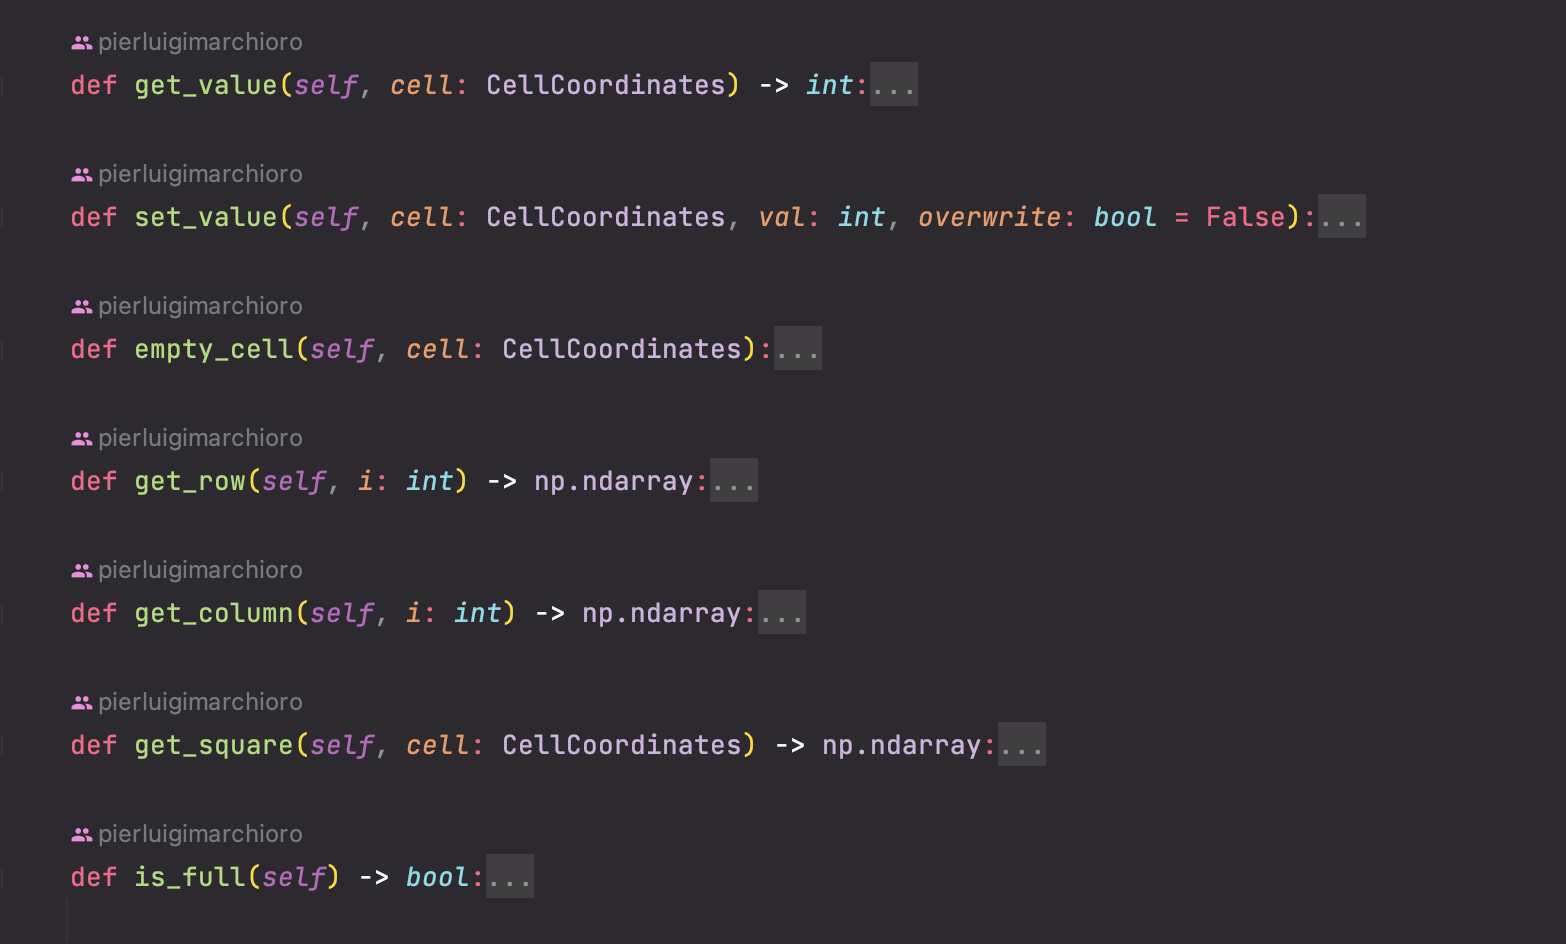 pierluigimarchioro
def get_value(self, cell: CellCoordinates) -> int:...
pierluigimarchioro
def set_value(self, cell: CellCoordinates, val: int, overwrite: bool = False):...
pierluigimarchioro
def empty_cell(self, cell: CellCoordinates):...
pierluigimarchioro
def get_row(self, i: int) -> np.ndarray:...
pierluigimarchioro
def get_column(self, i: int) -> np.ndarray:...
pierluigimarchioro
def get_square(self, cell: CellCoordinates) -> np.ndarray:...
pierluigimarchioro
def is_full(self) -> bool:...